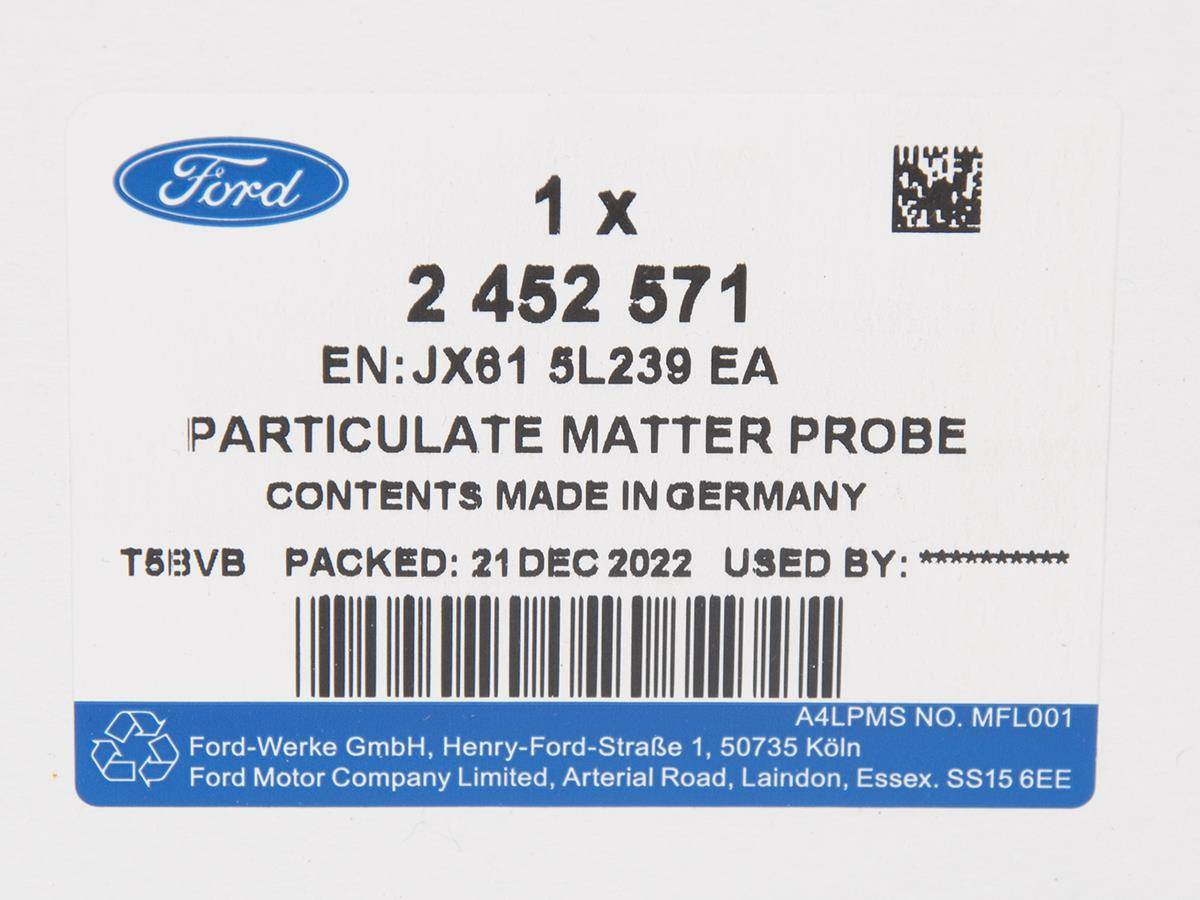 Ford
1 x
2 452 571
EN: JX61 5L239 EA
PARTICULATE MATTER PROBE
CONTENTS MADE IN GERMANY
T5BVB PACKED: 21 DEC 2022 USED BY: **********
A4LPMS NO. MFL001
Ford-Werke GmbH, Henry-Ford-Straße 1, 50735 Köln
Ford Motor Company Limited, Arterial Road, Laindon, Essex. SS15 6EE